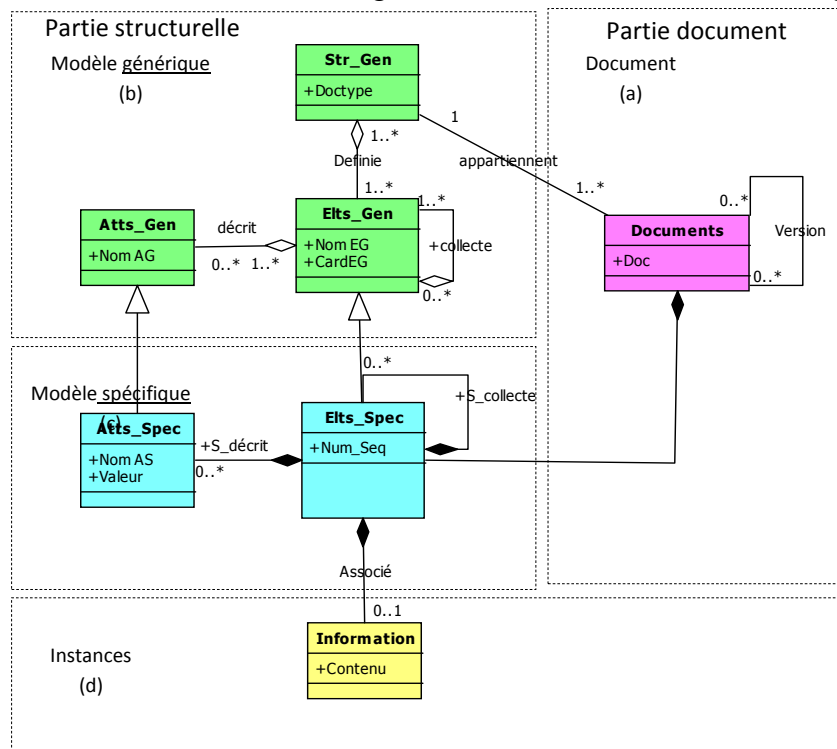 Partie structurelle
Modèle générique
(b)
Str_Gen
+Doctype
1..*
Definie
1..*
1
appartiennent
1..*
Partie document
Document
(a)
Atts_Gen
+Nom AG
décrit
0..*
1..*
Elts_Gen
+Nom EG
+CardEG
1..*
+collecte
0..*
Documents
+Doc
0..*
Version
0..*
Modèle spécifique
(c)
Atts_Spec
+Nom AS
+Valeur
+S_décrit
0..*
0..*
Elts_Spec
+Num_Seq
+S_collecte
Associé
0..1
Information
+Contenu
Instances
(d)